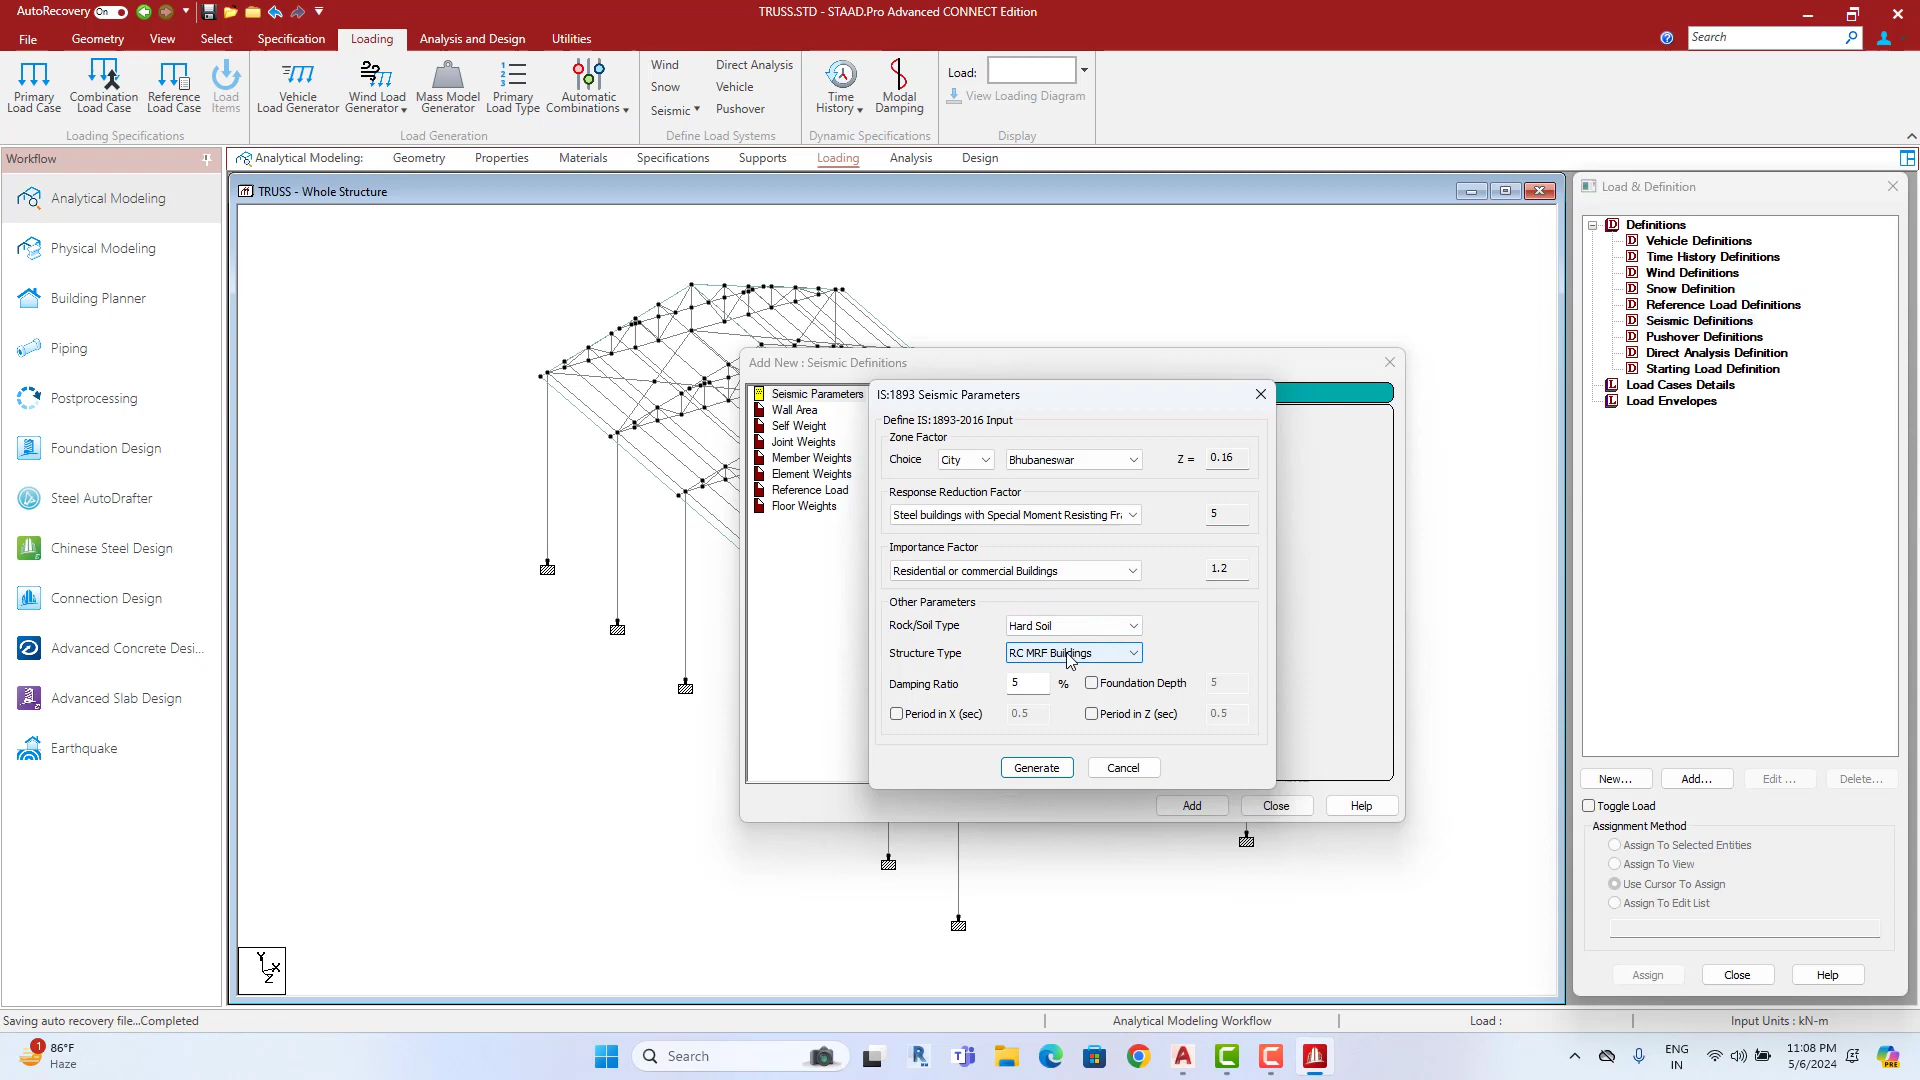 AutoRecovery On
TRUSS.STD - STAAD.Pro Advanced CONNECT Edition
File Geometry View Select Specification Loading Analysis and Design Utilities
Search
Primary Load Case
Combination Load Case
Reference Load Case
Load Items
Loading Specifications
Vehicle Load Generator
Wind Load Generator
Mass Model Generator
Primary Load Type
Automatic Combinations
Load Generation
Wind Direct Analysis
Snow Vehicle
Seismic Pushover
Define Load Systems
Time History
Modal Damping
Dynamic Specifications
Load:
View Loading Diagram
Display
Workflow
Analytical Modeling: Geometry Properties Materials Specifications Supports Loading Analysis Design
Analytical Modeling
Physical Modeling
Building Planner
Piping
Postprocessing
Foundation Design
Steel AutoDrafter
Chinese Steel Design
Connection Design
Advanced Concrete Desi...
Advanced Slab Design
Earthquake
TRUSS - Whole Structure
Add New : Seismic Definitions
Seismic Parameters
Wall Area
Self Weight
Joint Weights
Member Weights
Element Weights
Reference Load
Floor Weights
IS:1893 Seismic Parameters
Define IS:1893-2016 Input
Zone Factor
Choice City Bhubaneswar Z = 0.16
Response Reduction Factor
Steel buildings with Special Moment Resisting Fra 5
Importance Factor
Residential or commercial Buildings 1.2
Other Parameters
Rock/Soil Type Hard Soil
Structure Type RC MRF Buildings
Damping Ratio 5 % Foundation Depth 5
Period in X (sec) 0.5 Period in Z (sec) 0.5
Generate Cancel
Add Close Help
Y
X
Z
Load & Definition
Definitions
Vehicle Definitions
Time History Definitions
Wind Definitions
Snow Definition
Reference Load Definitions
Seismic Definitions
Pushover Definitions
Direct Analysis Definition
Starting Load Definition
Load Cases Details
Load Envelopes
New... Add... Edit ... Delete...
Toggle Load
Assignment Method
Assign To Selected Entities
Assign To View
Use Cursor To Assign
Assign To Edit List
Assign Close Help
Saving auto recovery file...Completed
Analytical Modeling Workflow
Load :
Input Units : kN-m
1
86°F
Haze
Search
ENG
IN
11:08 PM
5/6/2024
PRE